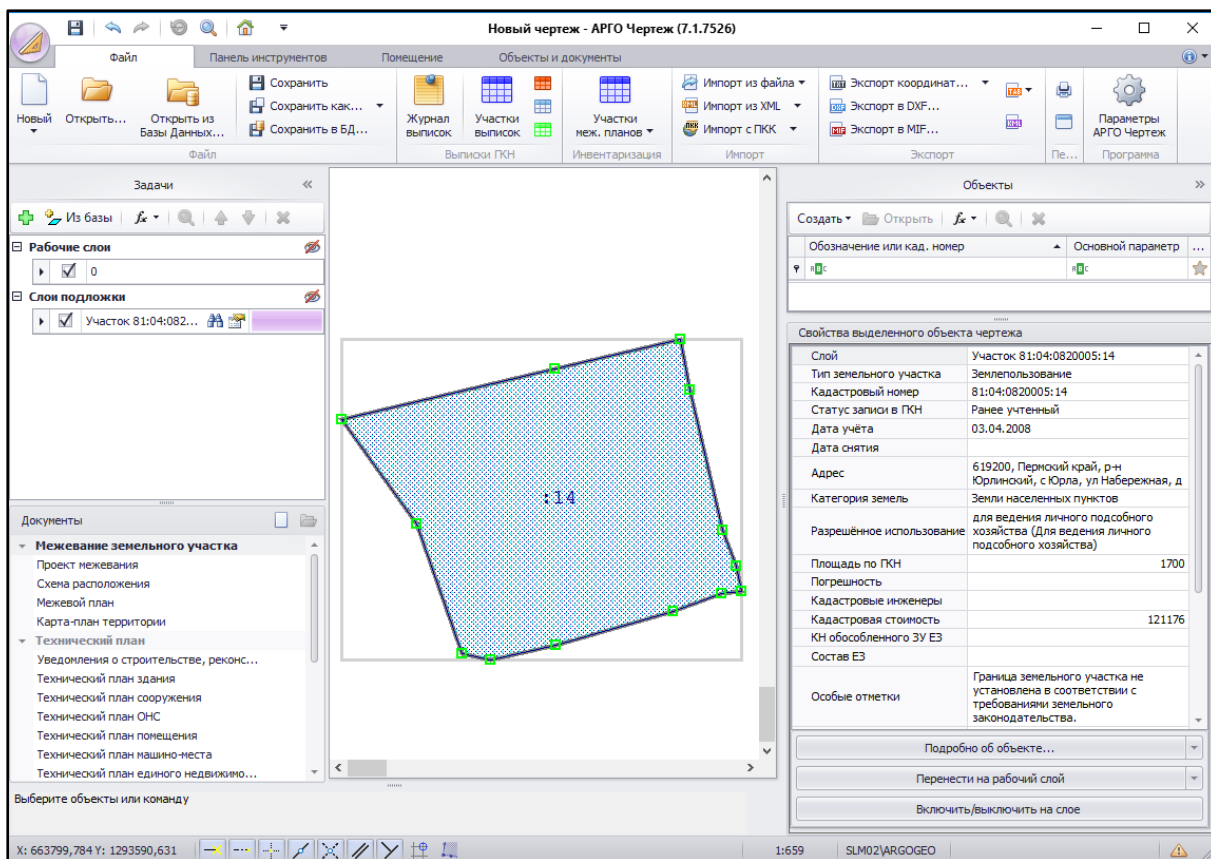 Новый чертеж - АРГО Чертеж (7.1.7526)
Файл
Панель инструментов
Помещение
Объекты и документы
Новый
Открыть...
Открыть из
Базы Данных...
Сохранить
Сохранить как...
Сохранить в БД...
Файл
Журнал
выписок
Участки
выписок
Выписки ГКН
Участки
меж. планов
Инвентаризация
Импорт из файла
Импорт из XML
Импорт с ПКК
Импорт
Экспорт координат...
Экспорт в DXF...
Экспорт в MIF...
Экспорт
Пе...
Параметры
АРГО Чертеж
Программа
Задачи
Из базы
Рабочие слои
0
Слои подложки
Участок 81:04:082...
Документы
Межевание земельного участка
Проект межевания
Схема расположения
Межевой план
Карта-план территории
Технический план
Уведомления о строительстве, реконс...
Технический план здания
Технический план сооружения
Технический план ОНС
Технический план помещения
Технический план машино-места
Технический план единого недвижимо...
:14
Объекты
Создать
Открыть
Обозначение или кад. номер
Основной параметр
...
Свойства выделенного объекта чертежа
Слой Участок 81:04:0820005:14
Тип земельного участка Землепользование
Кадастровый номер 81:04:0820005:14
Статус записи в ГКН Ранее учтенный
Дата учёта 03.04.2008
Дата снятия
Адрес 619200, Пермский край, р-н
Юрлинский, с Юрла, ул Набережная, д
Категория земель Земли населенных пунктов
Разрешённое использование для ведения личного подсобного
хозяйства (Для ведения личного
подсобного хозяйства)
Площадь по ГКН 1700
Погрешность
Кадастровые инженеры
Кадастровая стоимость 121176
КН обособленного ЗУ ЕЗ
Состав ЕЗ
Особые отметки Граница земельного участка не
установлена в соответствии с
требованиями земельного
законодательства.
Подробно об объекте...
Перенести на рабочий слой
Включить/выключить на слое
Выберите объекты или команду
X: 663799,784 Y: 1293590,631
1:659
SLM02\ARGOGEO